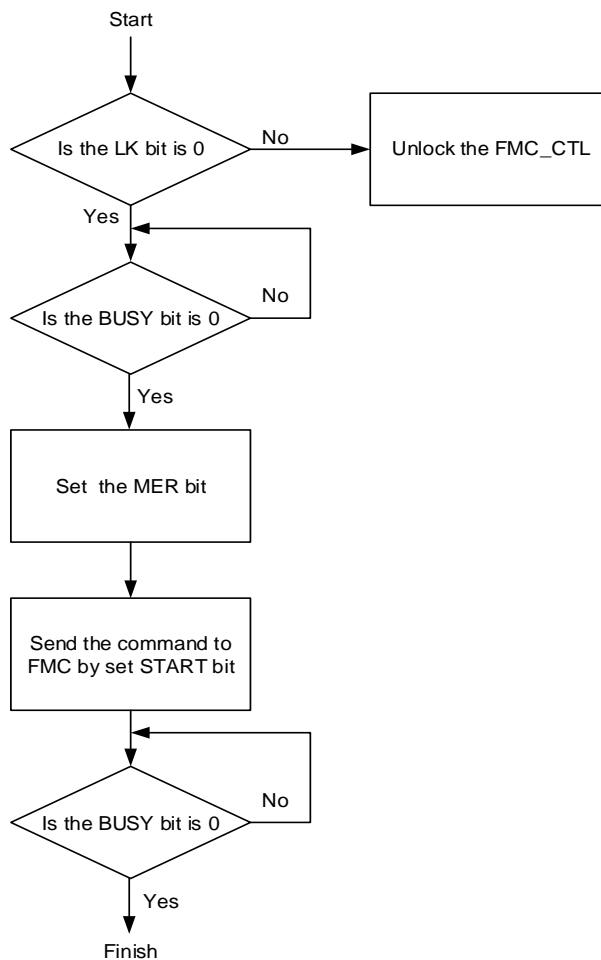 Start
Is the LK bit is 0
No
Unlock the FMC_CTL
Yes
Is the BUSY bit is 0
No
Yes
Set the MER bit
Send the command to
FMC by set START bit
Is the BUSY bit is 0
No
Yes
Finish